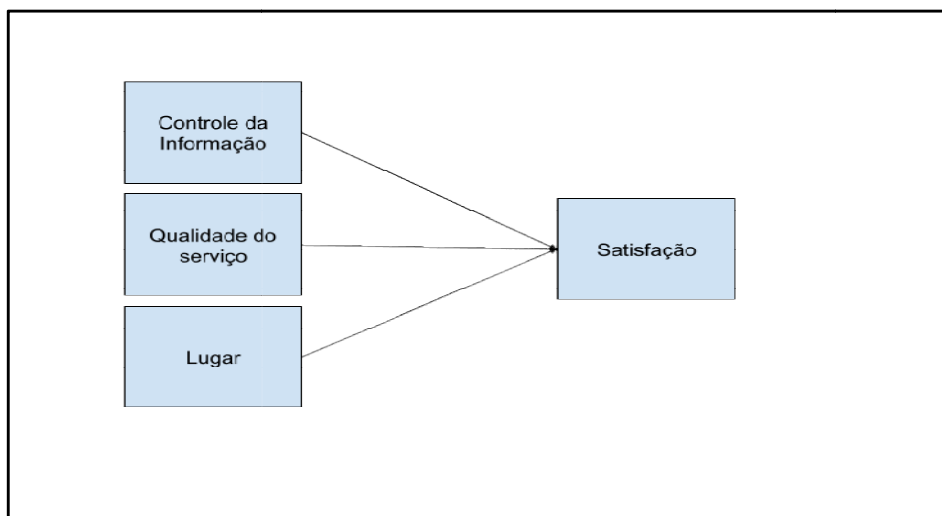 Controle da
Informação
Qualidade do
serviço
Lugar
Satisfação